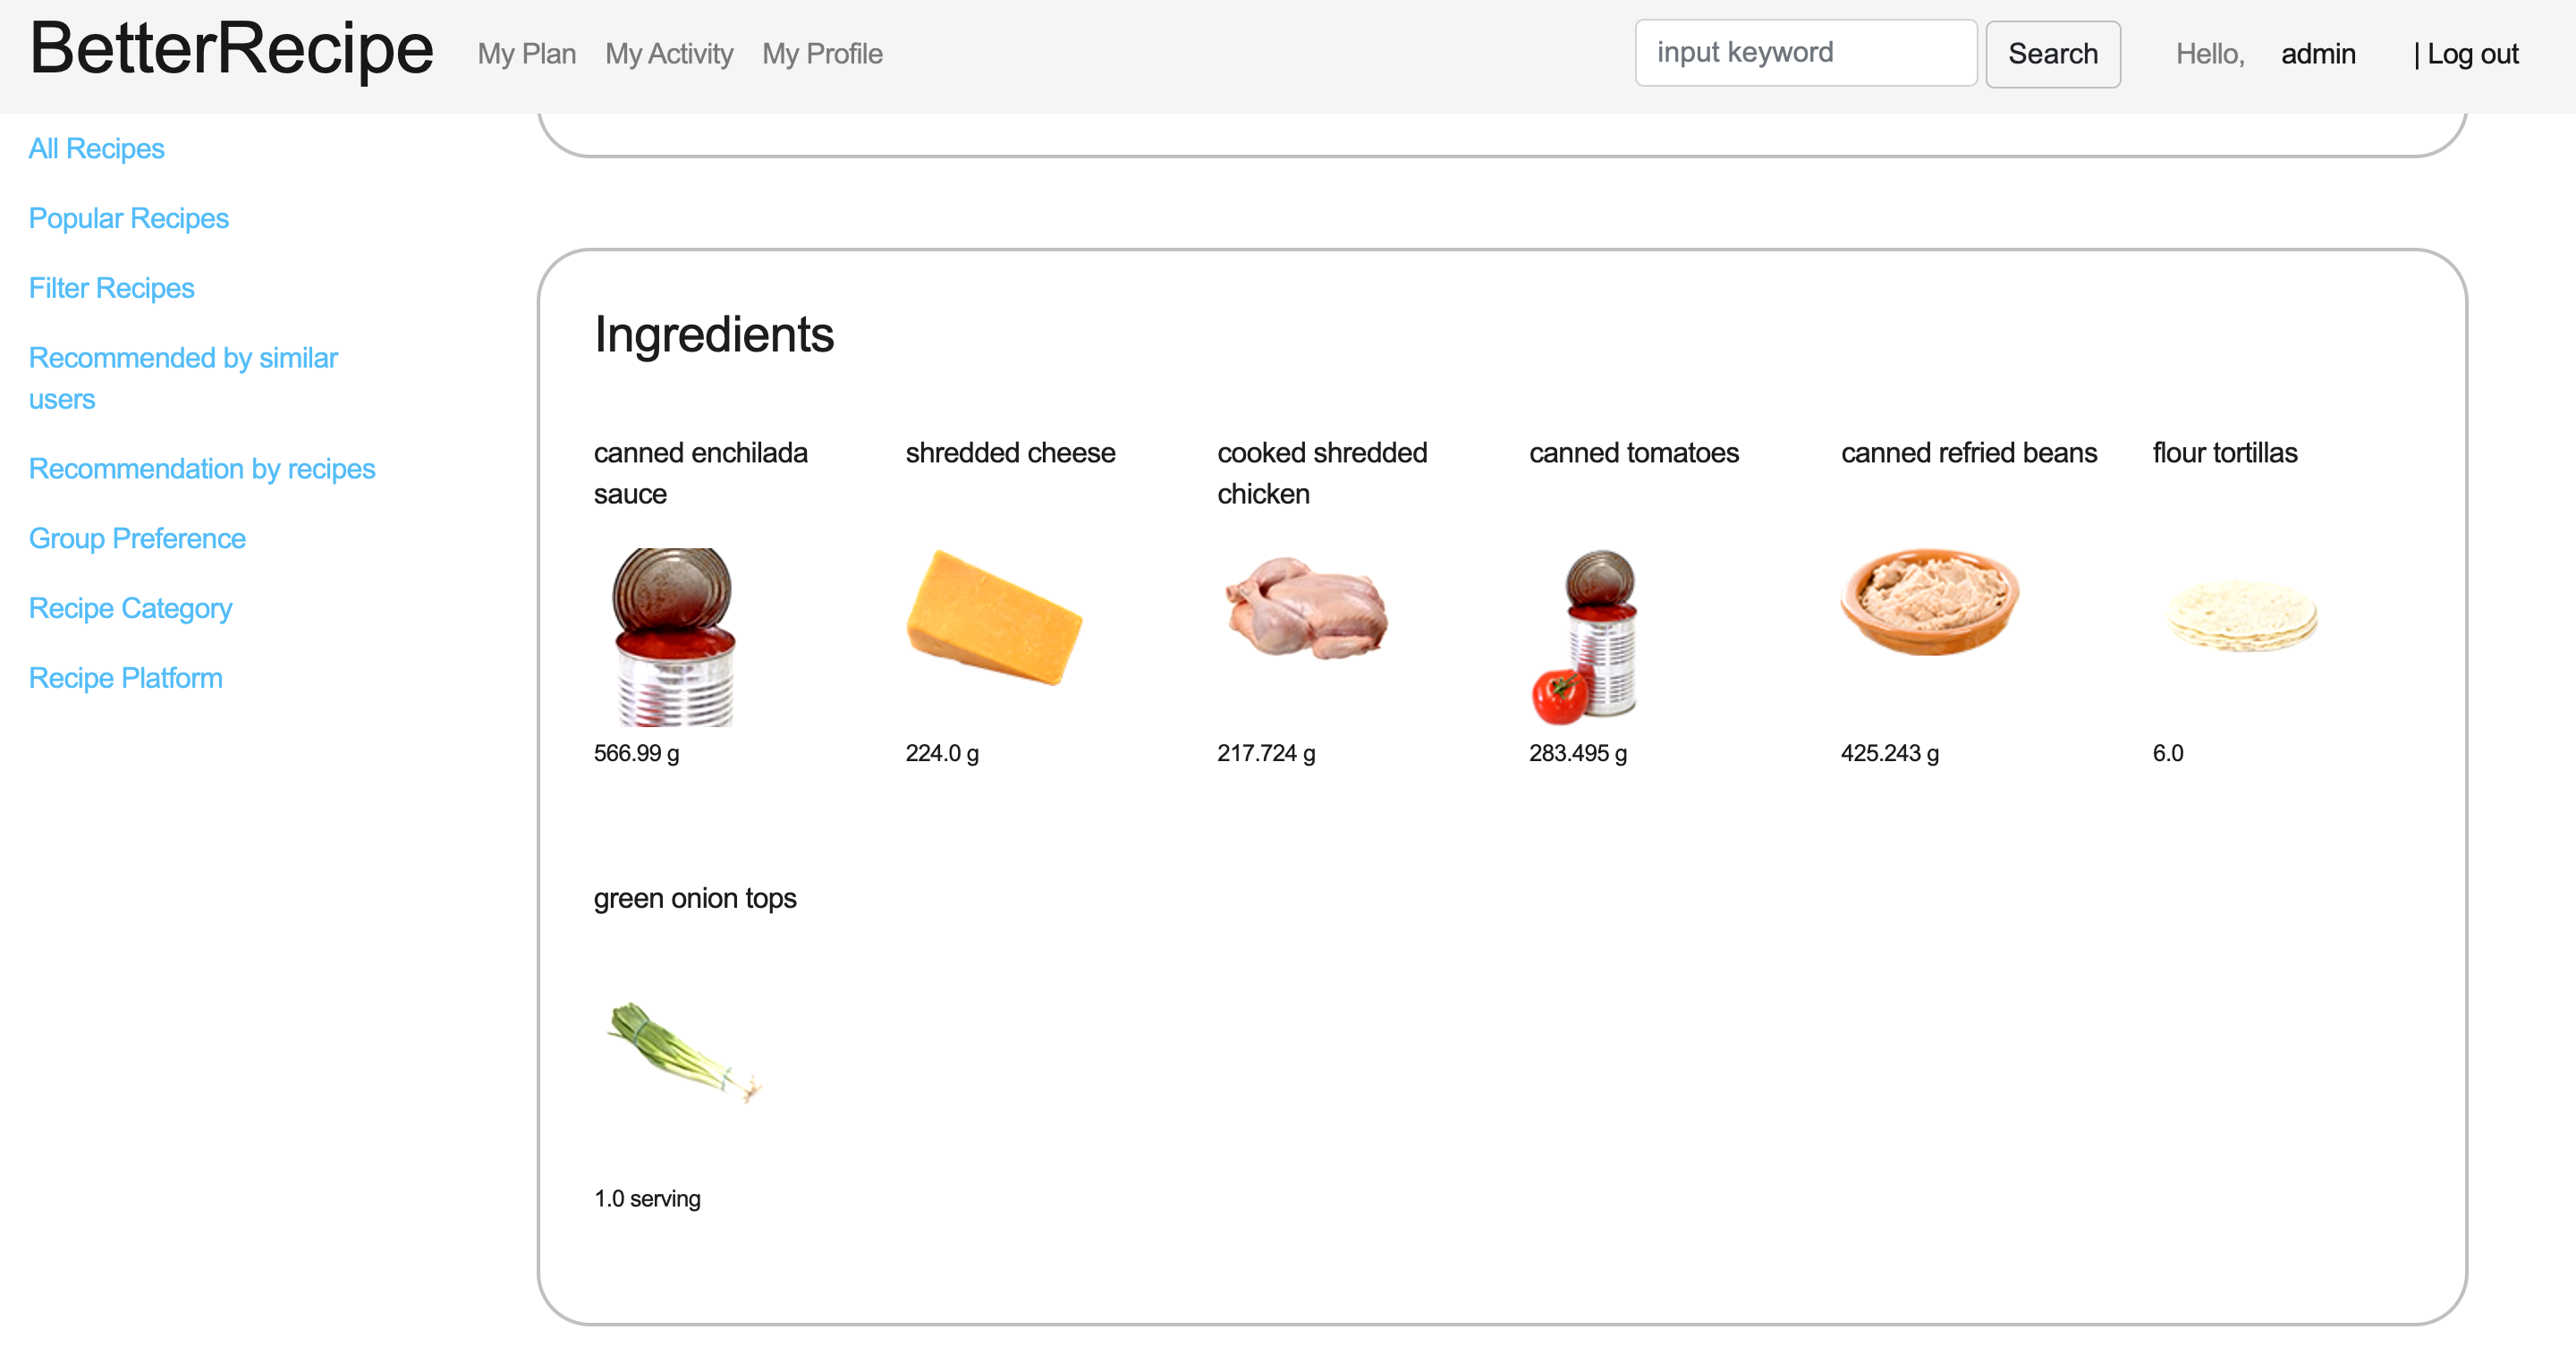 BetterRecipe My Plan My Activity My Profile input keyword Search Hello, admin | Log out
All Recipes
Popular Recipes
Filter Recipes
Recommended by similar
users
Recommendation by recipes
Group Preference
Recipe Category
Recipe Platform
Ingredients
canned enchilada
sauce
566.99 g
shredded cheese
224.0 g
cooked shredded
chicken
217.724 g
canned tomatoes
283.495 g
canned refried beans
425.243 g
flour tortillas
6.0
green onion tops
1.0 serving